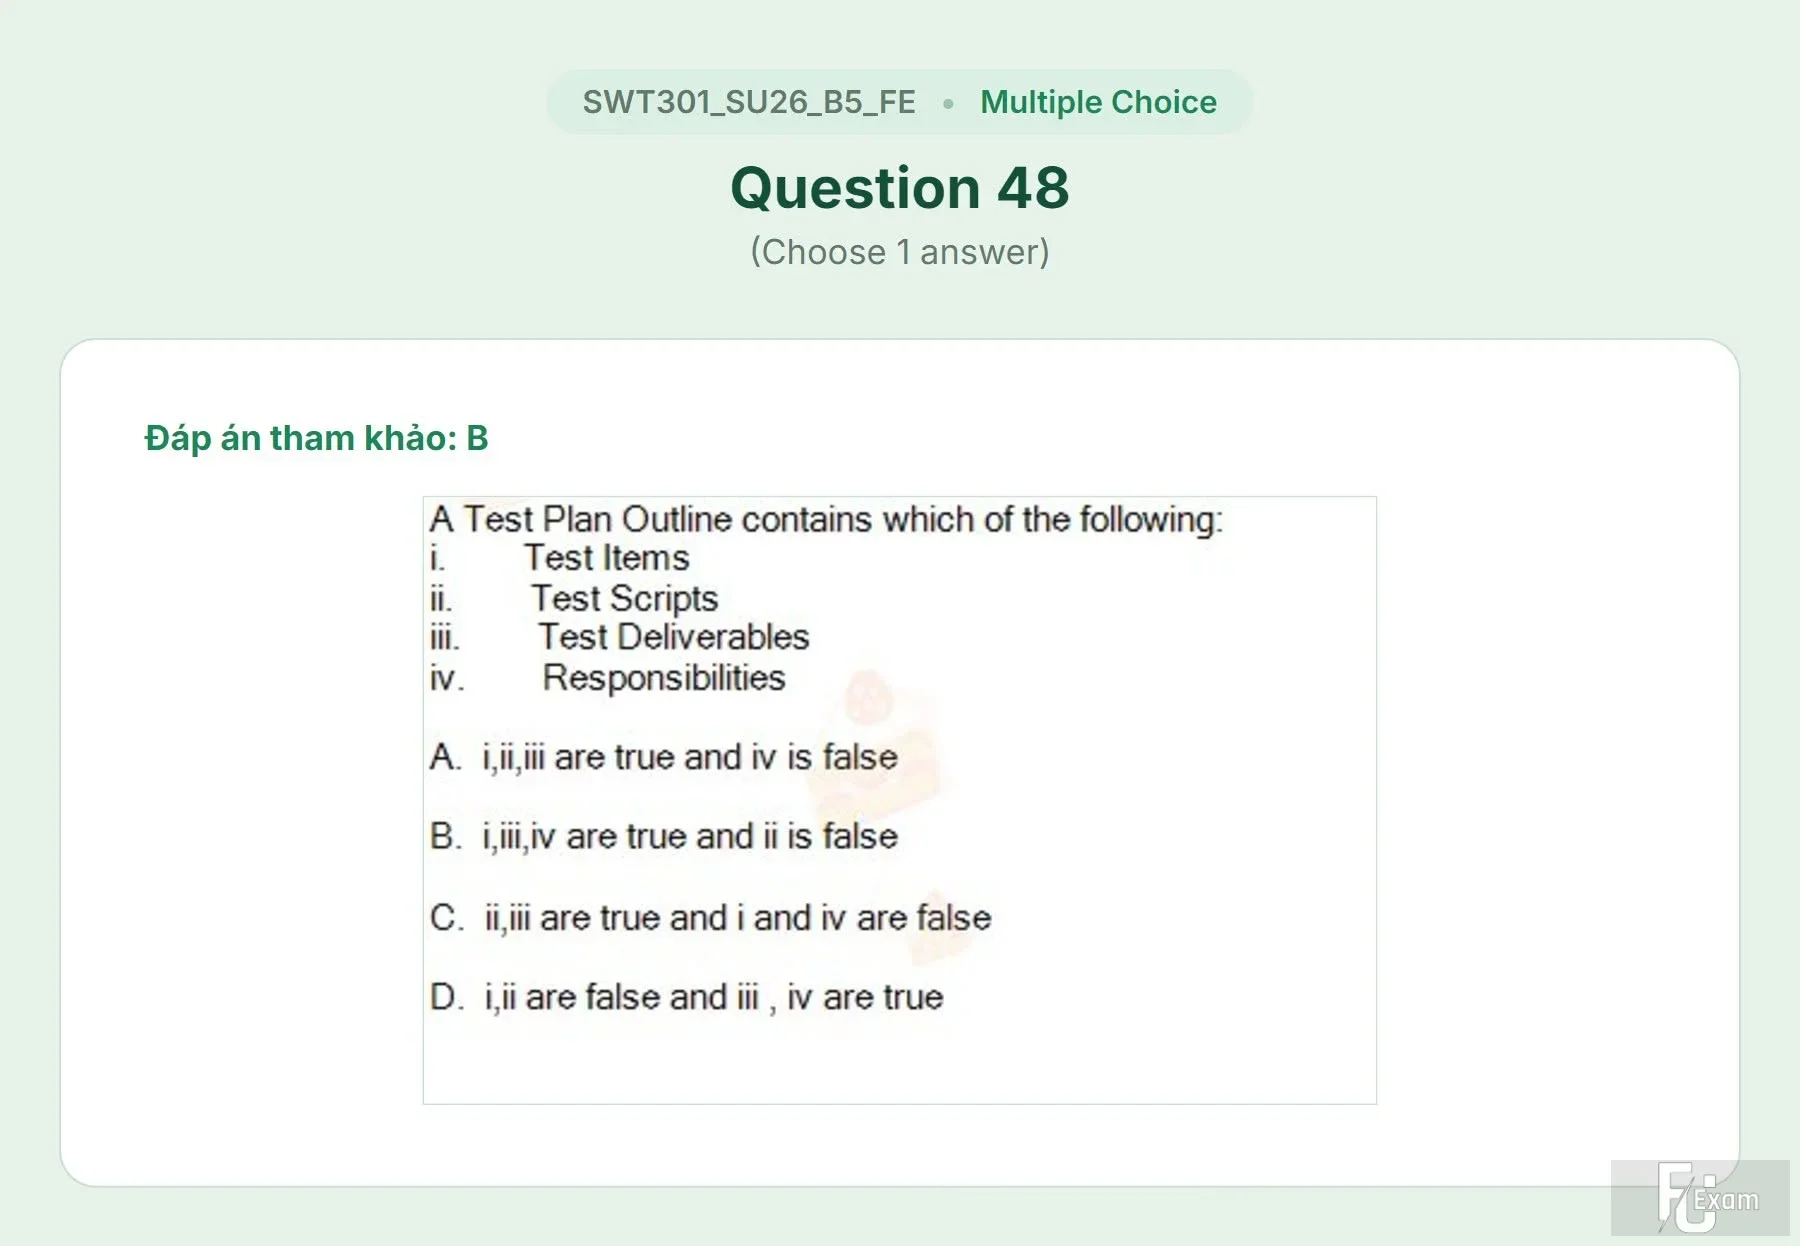 SWT301_SU26_B5_FE • Multiple Choice
Question 48
(Choose 1 answer)
Đáp án tham khảo: B
A Test Plan Outline contains which of the following:
i. Test Items
ii. Test Scripts
iii. Test Deliverables
iv. Responsibilities
A. i,ii,iii are true and iv is false
B. i,iii,iv are true and ii is false
C. ii,iii are true and i and iv are false
D. i,ii are false and iii , iv are true
FU Exam